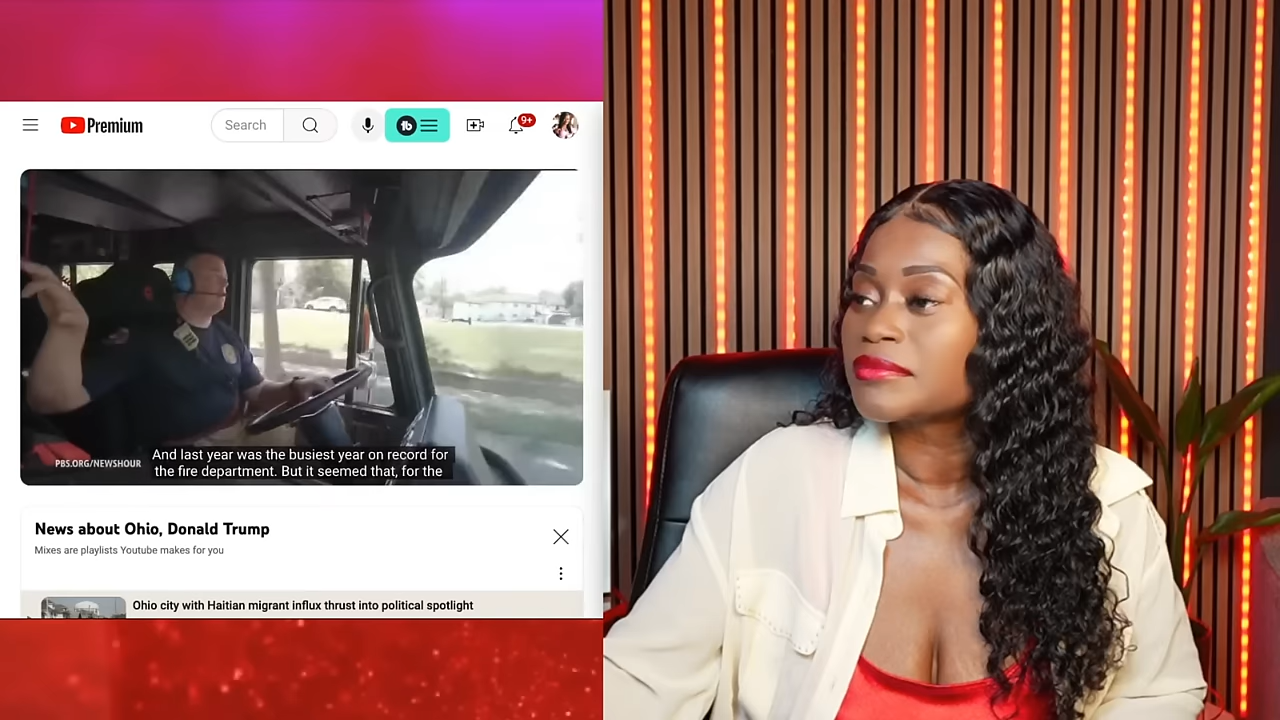 Premium
Search
9+
PBS.ORG/NEWSHOUR
And last year was the busiest year on record for
the fire department. But it seemed that, for the
News about Ohio, Donald Trump
Mixes are playlists Youtube makes for you
Ohio city with Haitian migrant influx thrust into political spotlight